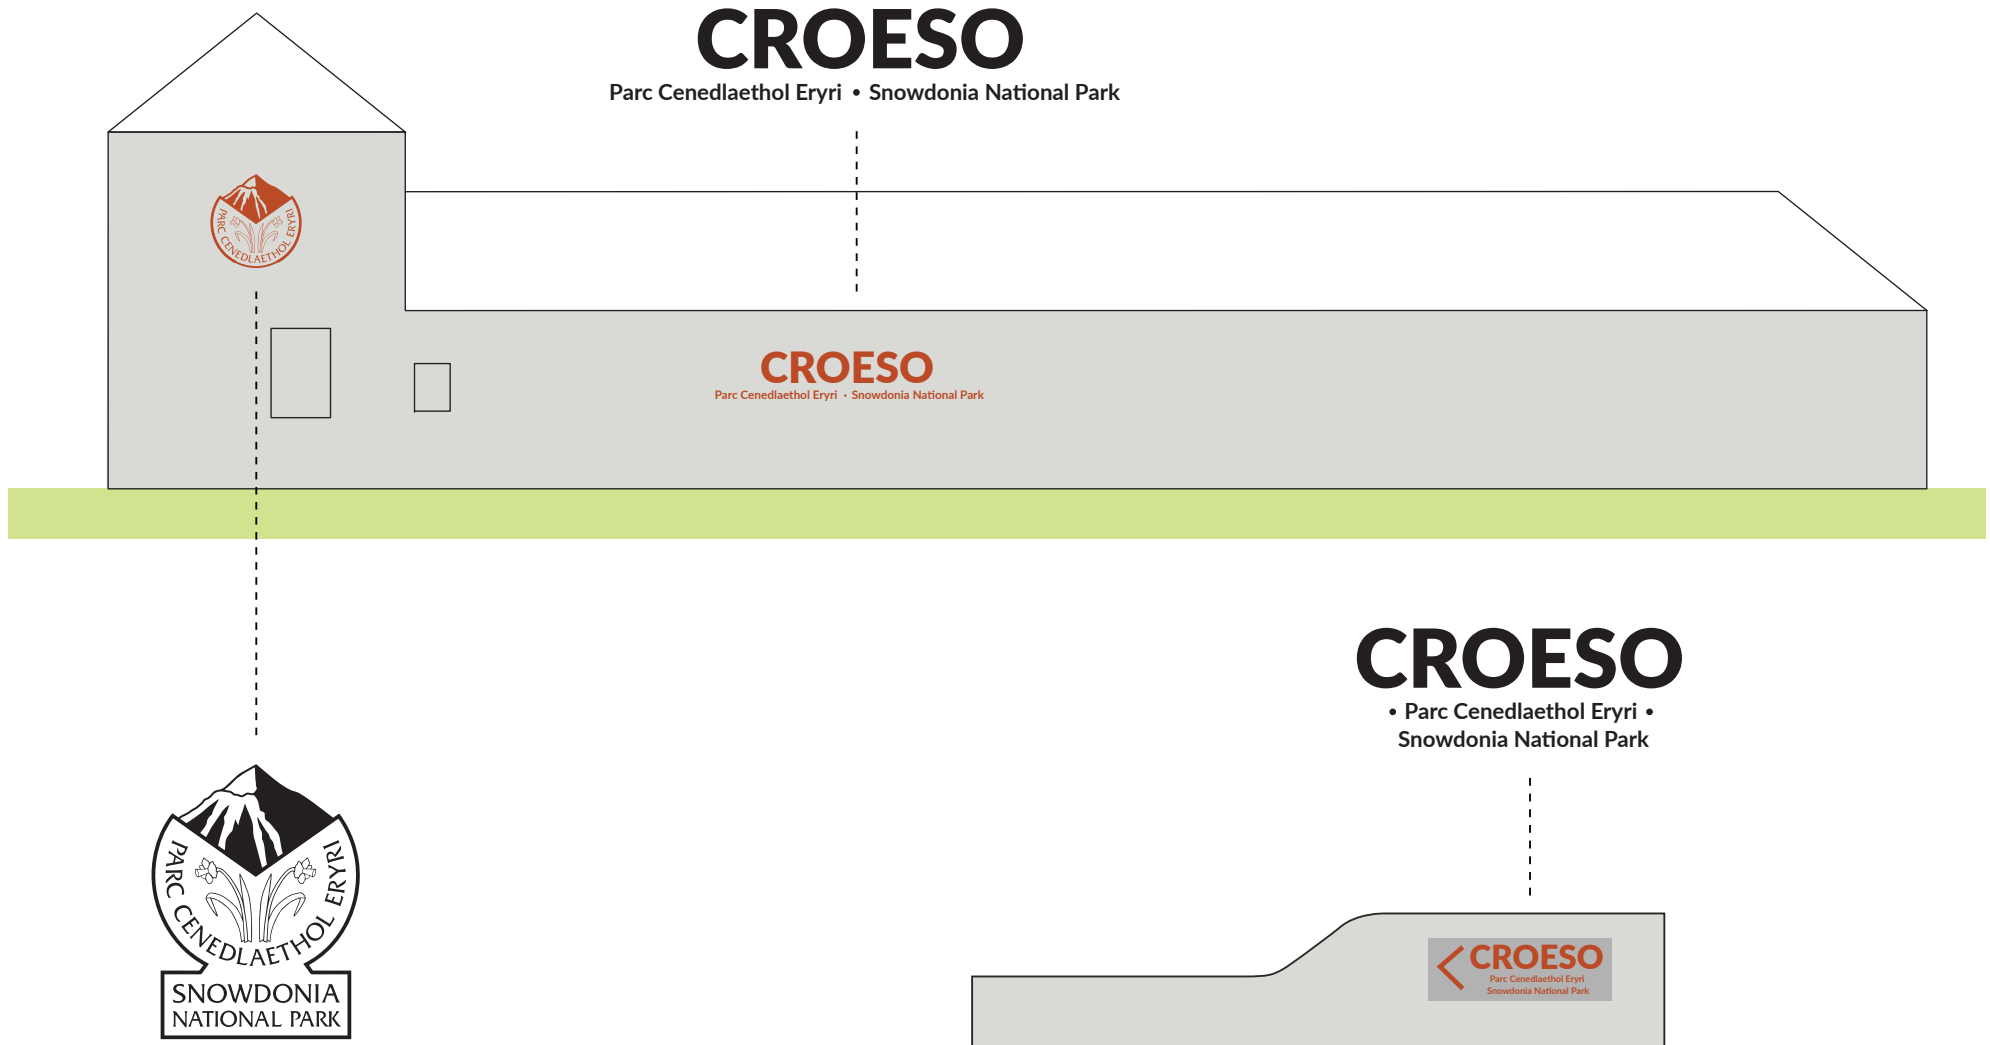 CROESO
Parc Cenedlaethol Eryri • Snowdonia National Park
PARC CENEDLAETHOL ERYRI
CROESO
Parc Cenedlaethol Eryri • Snowdonia National Park
CROESO
• Parc Cenedlaethol Eryri •
Snowdonia National Park
PARC CENEDLAETHOL ERYRI
SNOWDONIA
NATIONAL PARK
CROESO
Parc Cenedlaethol Eryri
Snowdonia National Park